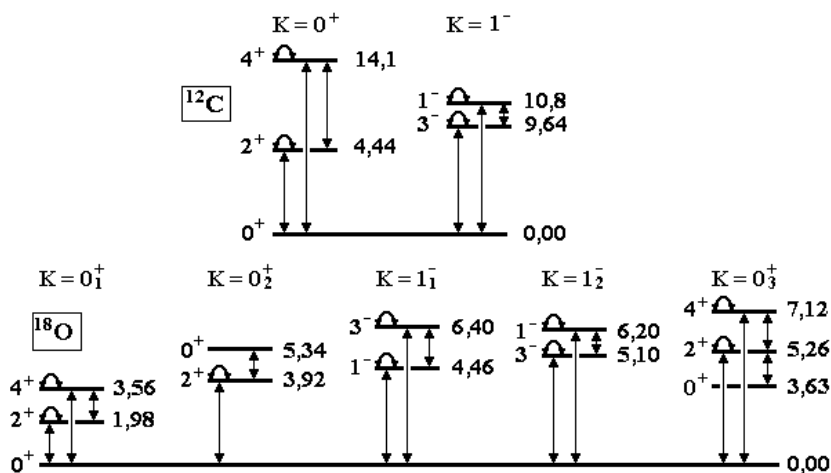 K = 0⁺ K = 1⁻
4⁺ 14,1
¹²C
1⁻ 10,8
3⁻ 9,64
2⁺ 4,44
0⁺ 0,00
K = 0₁⁺ K = 0₂⁺ K = 1₁⁻ K = 1₂⁻ K = 0₃⁺
¹⁸O
4⁺ 7,12
3⁻ 6,40 1⁻ 6,20
0⁺ 5,34 2⁺ 5,26
3⁻ 5,10
1⁻ 4,46
2⁺ 3,92
4⁺ 3,56 0⁺ 3,63
2⁺ 1,98
0⁺ 0,00